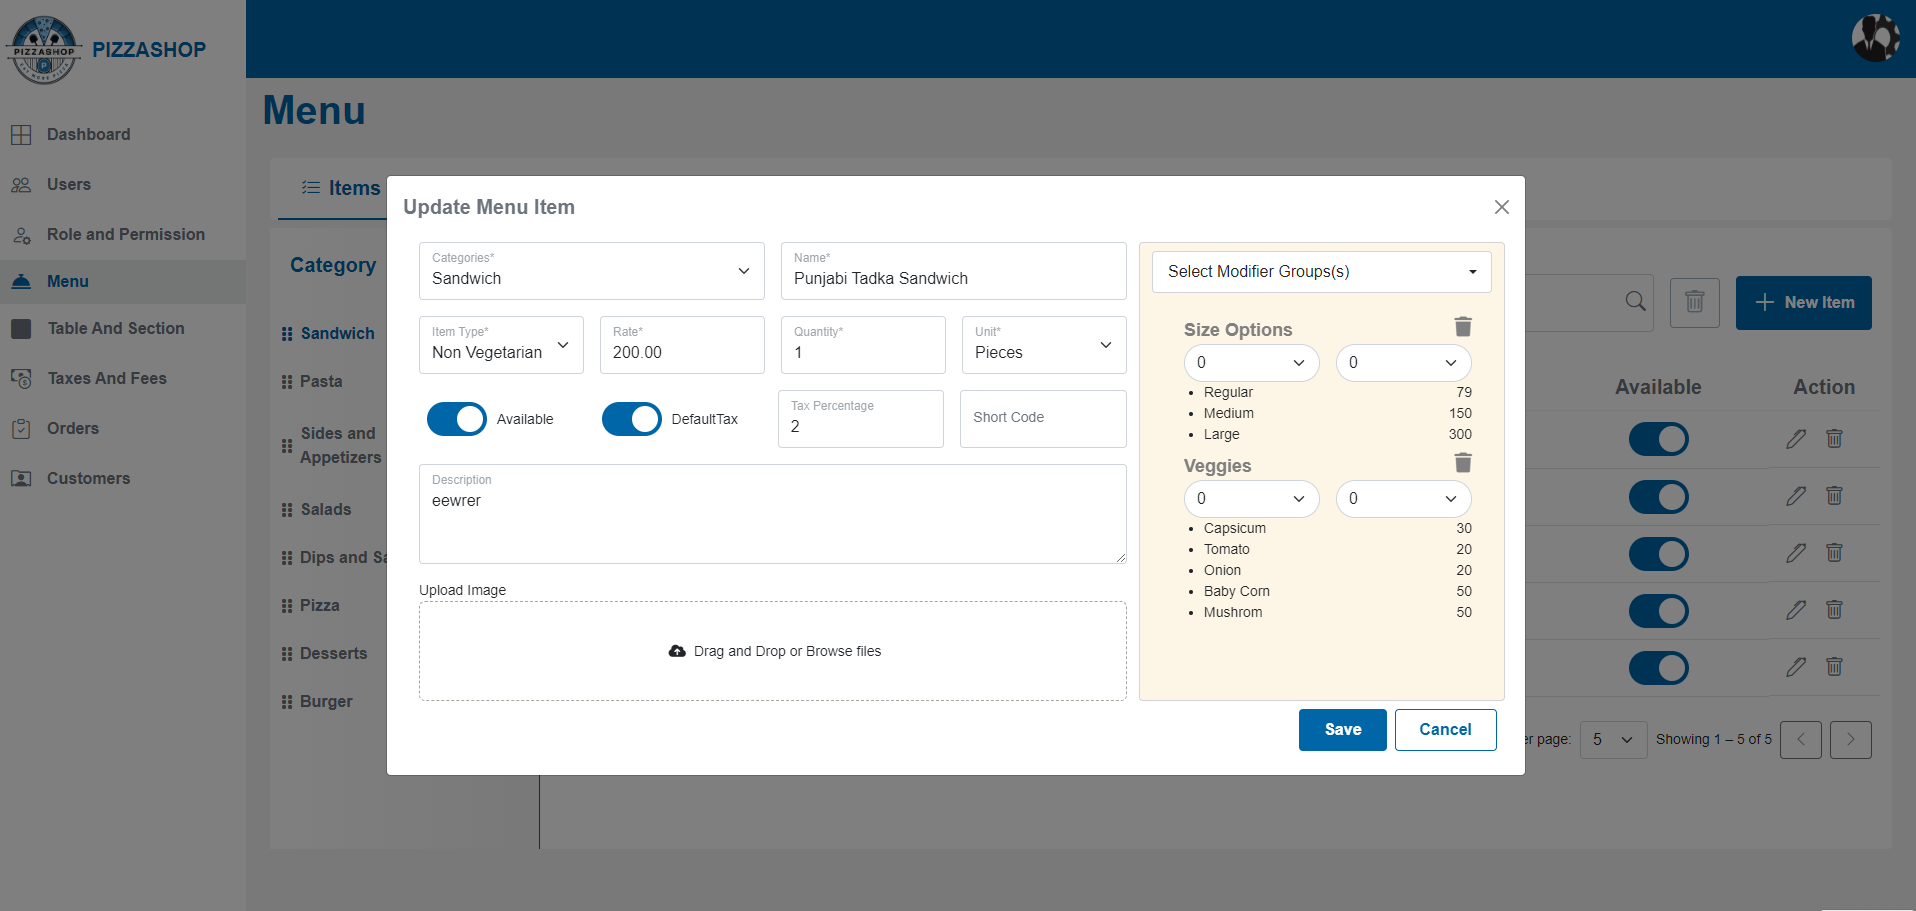 PIZZASHOP
PIZZASHOP
Menu
Dashboard
Users
Role and Permission
Menu
Table And Section
Taxes And Fees
Orders
Customers
Items
Category
Sandwich
Pasta
Sides and
Appetizers
Salads
Dips and Sa
Pizza
Desserts
Burger
Update Menu Item
Categories*
Sandwich
Name*
Punjabi Tadka Sandwich
Item Type*
Non Vegetarian
Rate*
200.00
Quantity*
1
Unit*
Pieces
Available
DefaultTax
Tax Percentage
2
Short Code
Description
eewrer
Upload Image
Drag and Drop or Browse files
Select Modifier Groups(s)
Size Options
0 0
Regular 79
Medium 150
Large 300
Veggies
0 0
Capsicum 30
Tomato 20
Onion 20
Baby Corn 50
Mushrom 50
Save Cancel
New Item
Available Action
er page: 5 Showing 1 – 5 of 5